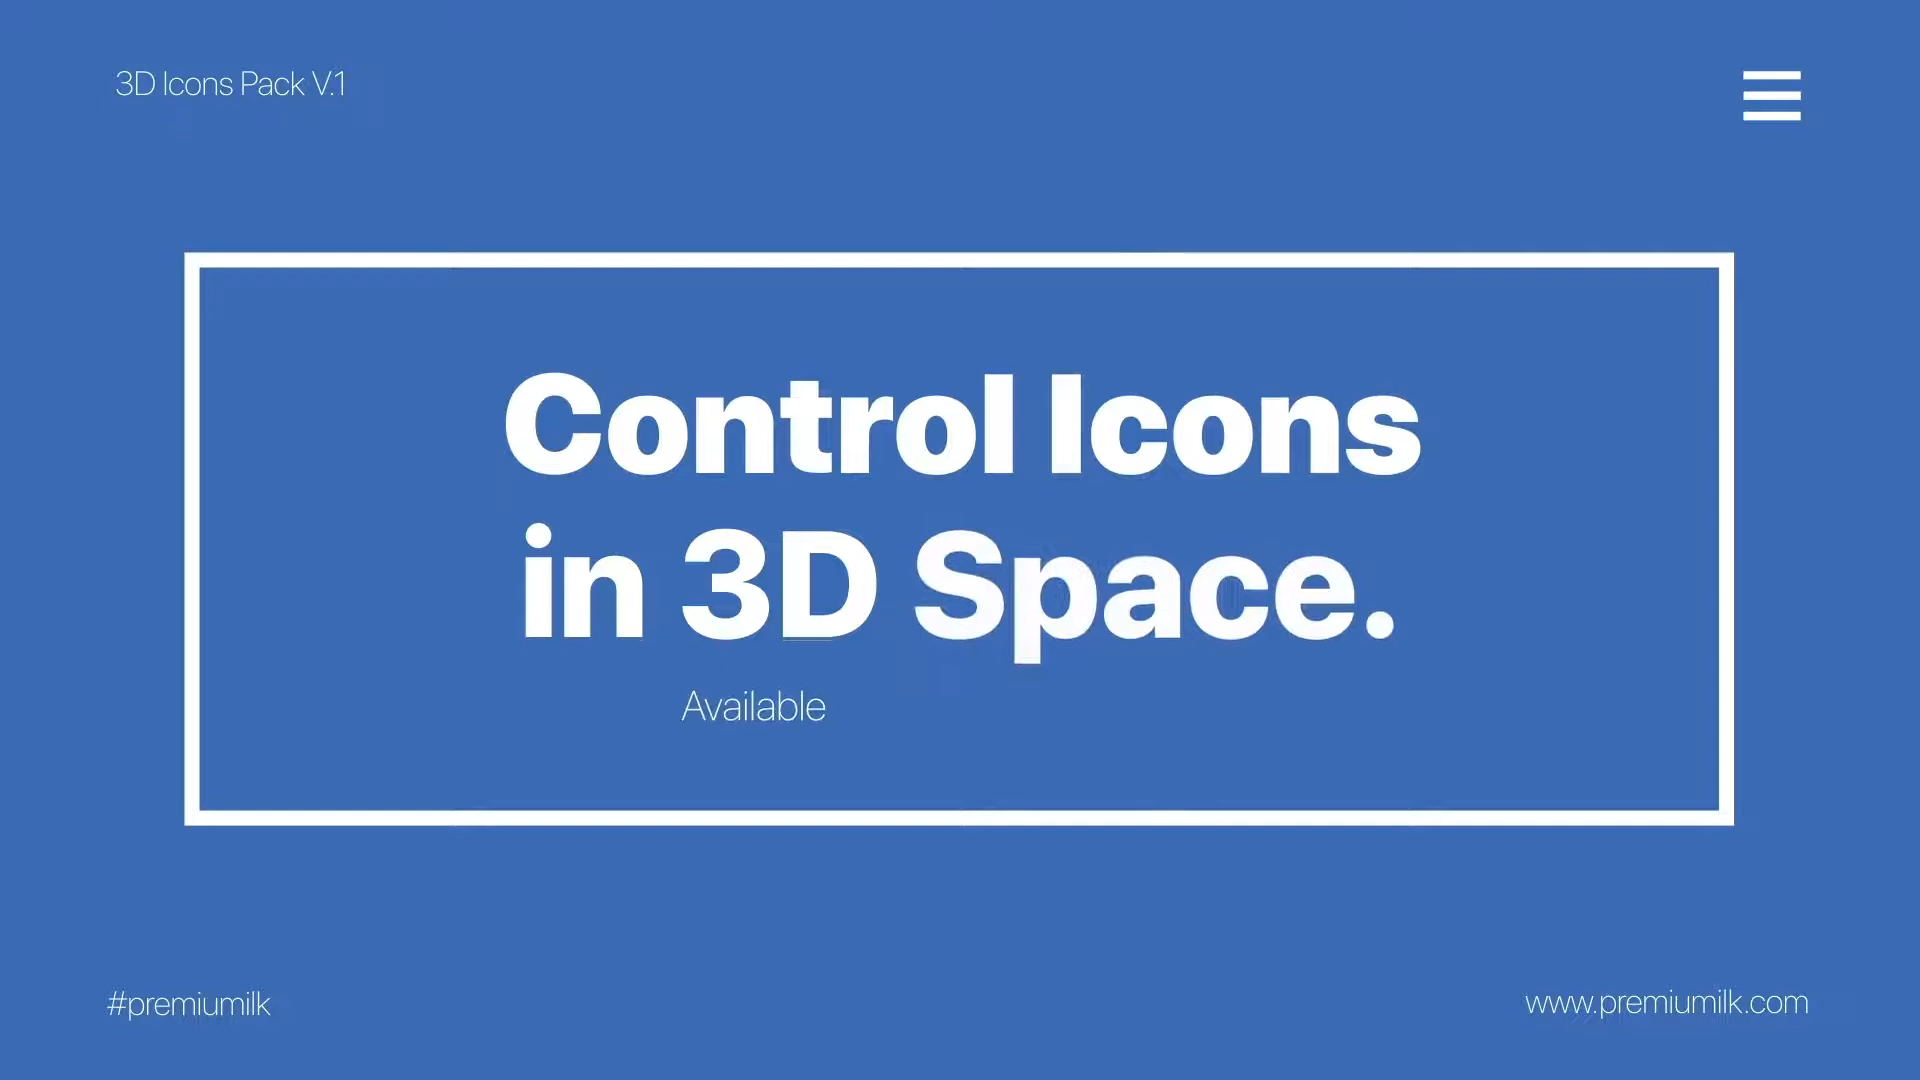 3D Icons Pack V.1
Control Icons
in 3D Space.
Available
#premiumilk
www.premiumilk.com